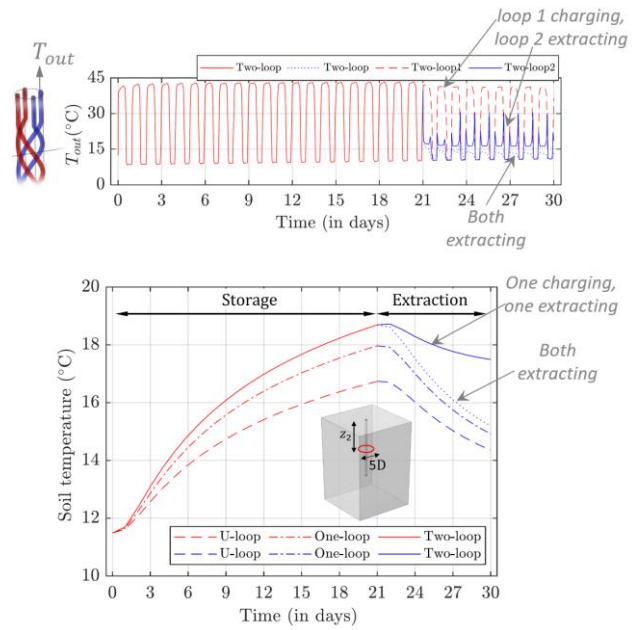 loop 1 charging,
loop 2 extracting
T_out
Two-loop Two-loop Two-loop1 Two-loop2
T_out(°C)
45
30
15
0
0 3 6 9 12 15 18 21 24 27 30
Time (in days)
Both
extracting
One charging,
one extracting
Both
extracting
Storage Extraction
Soil temperature (°C)
20
18
16
14
12
10
z_2
5D
U-loop One-loop Two-loop
U-loop One-loop Two-loop
0 3 6 9 12 15 18 21 24 27 30
Time (in days)